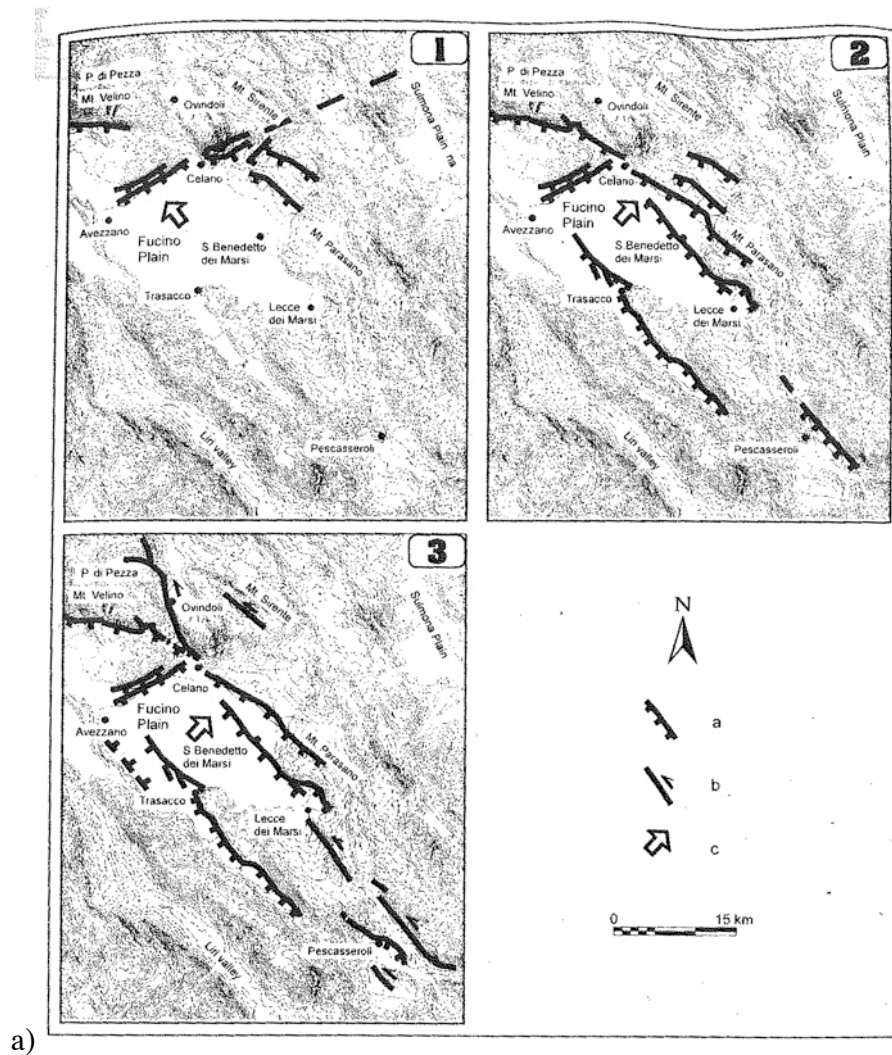 1
P. di Pezza
Mt. Velino
Ovindoli
Mt Sirente
Sulmona Plain na
Celano
Avezzano
Fucino
Plain
S.Benedetto
dei Marsi
Mt Parasano
Trasacco
Lecce
dei Marsi
Liri valley
Pescasseroli
2
P. di Pezza
Mt. Velino
Ovindoli
Mt Sirente
Sulmona Plain
Celano
Avezzano
Fucino
Plain
S.Benedetto
dei Marsi
Mt Parasano
Trasacco
Lecce
dei Marsi
Liri valley
Pescasseroli
3
P. di Pezza
Mt. Velino
Ovindoli
Mt Sirente
Sulmona Plain
Celano
Avezzano
Fucino
Plain
S.Benedetto
dei Marsi
Mt Parasano
Trasacco
Lecce
dei Marsi
Liri valley
Pescasseroli
N
a
b
c
0 15 km
a)